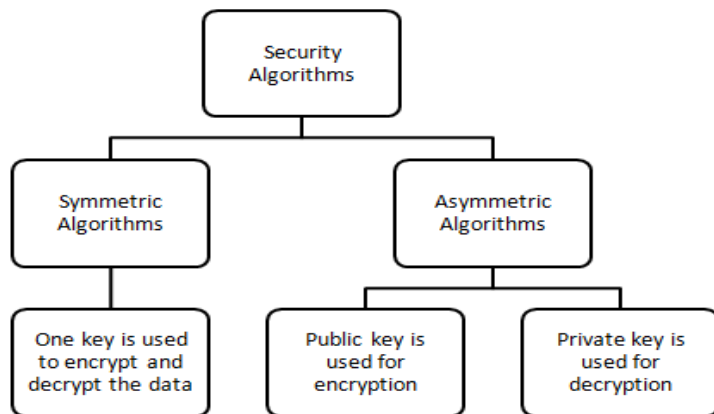 Security
Algorithms
Symmetric
Algorithms
Asymmetric
Algorithms
One key is used
to encrypt and
decrypt the data
Public key is
used for
encryption
Private key is
used for
decryption